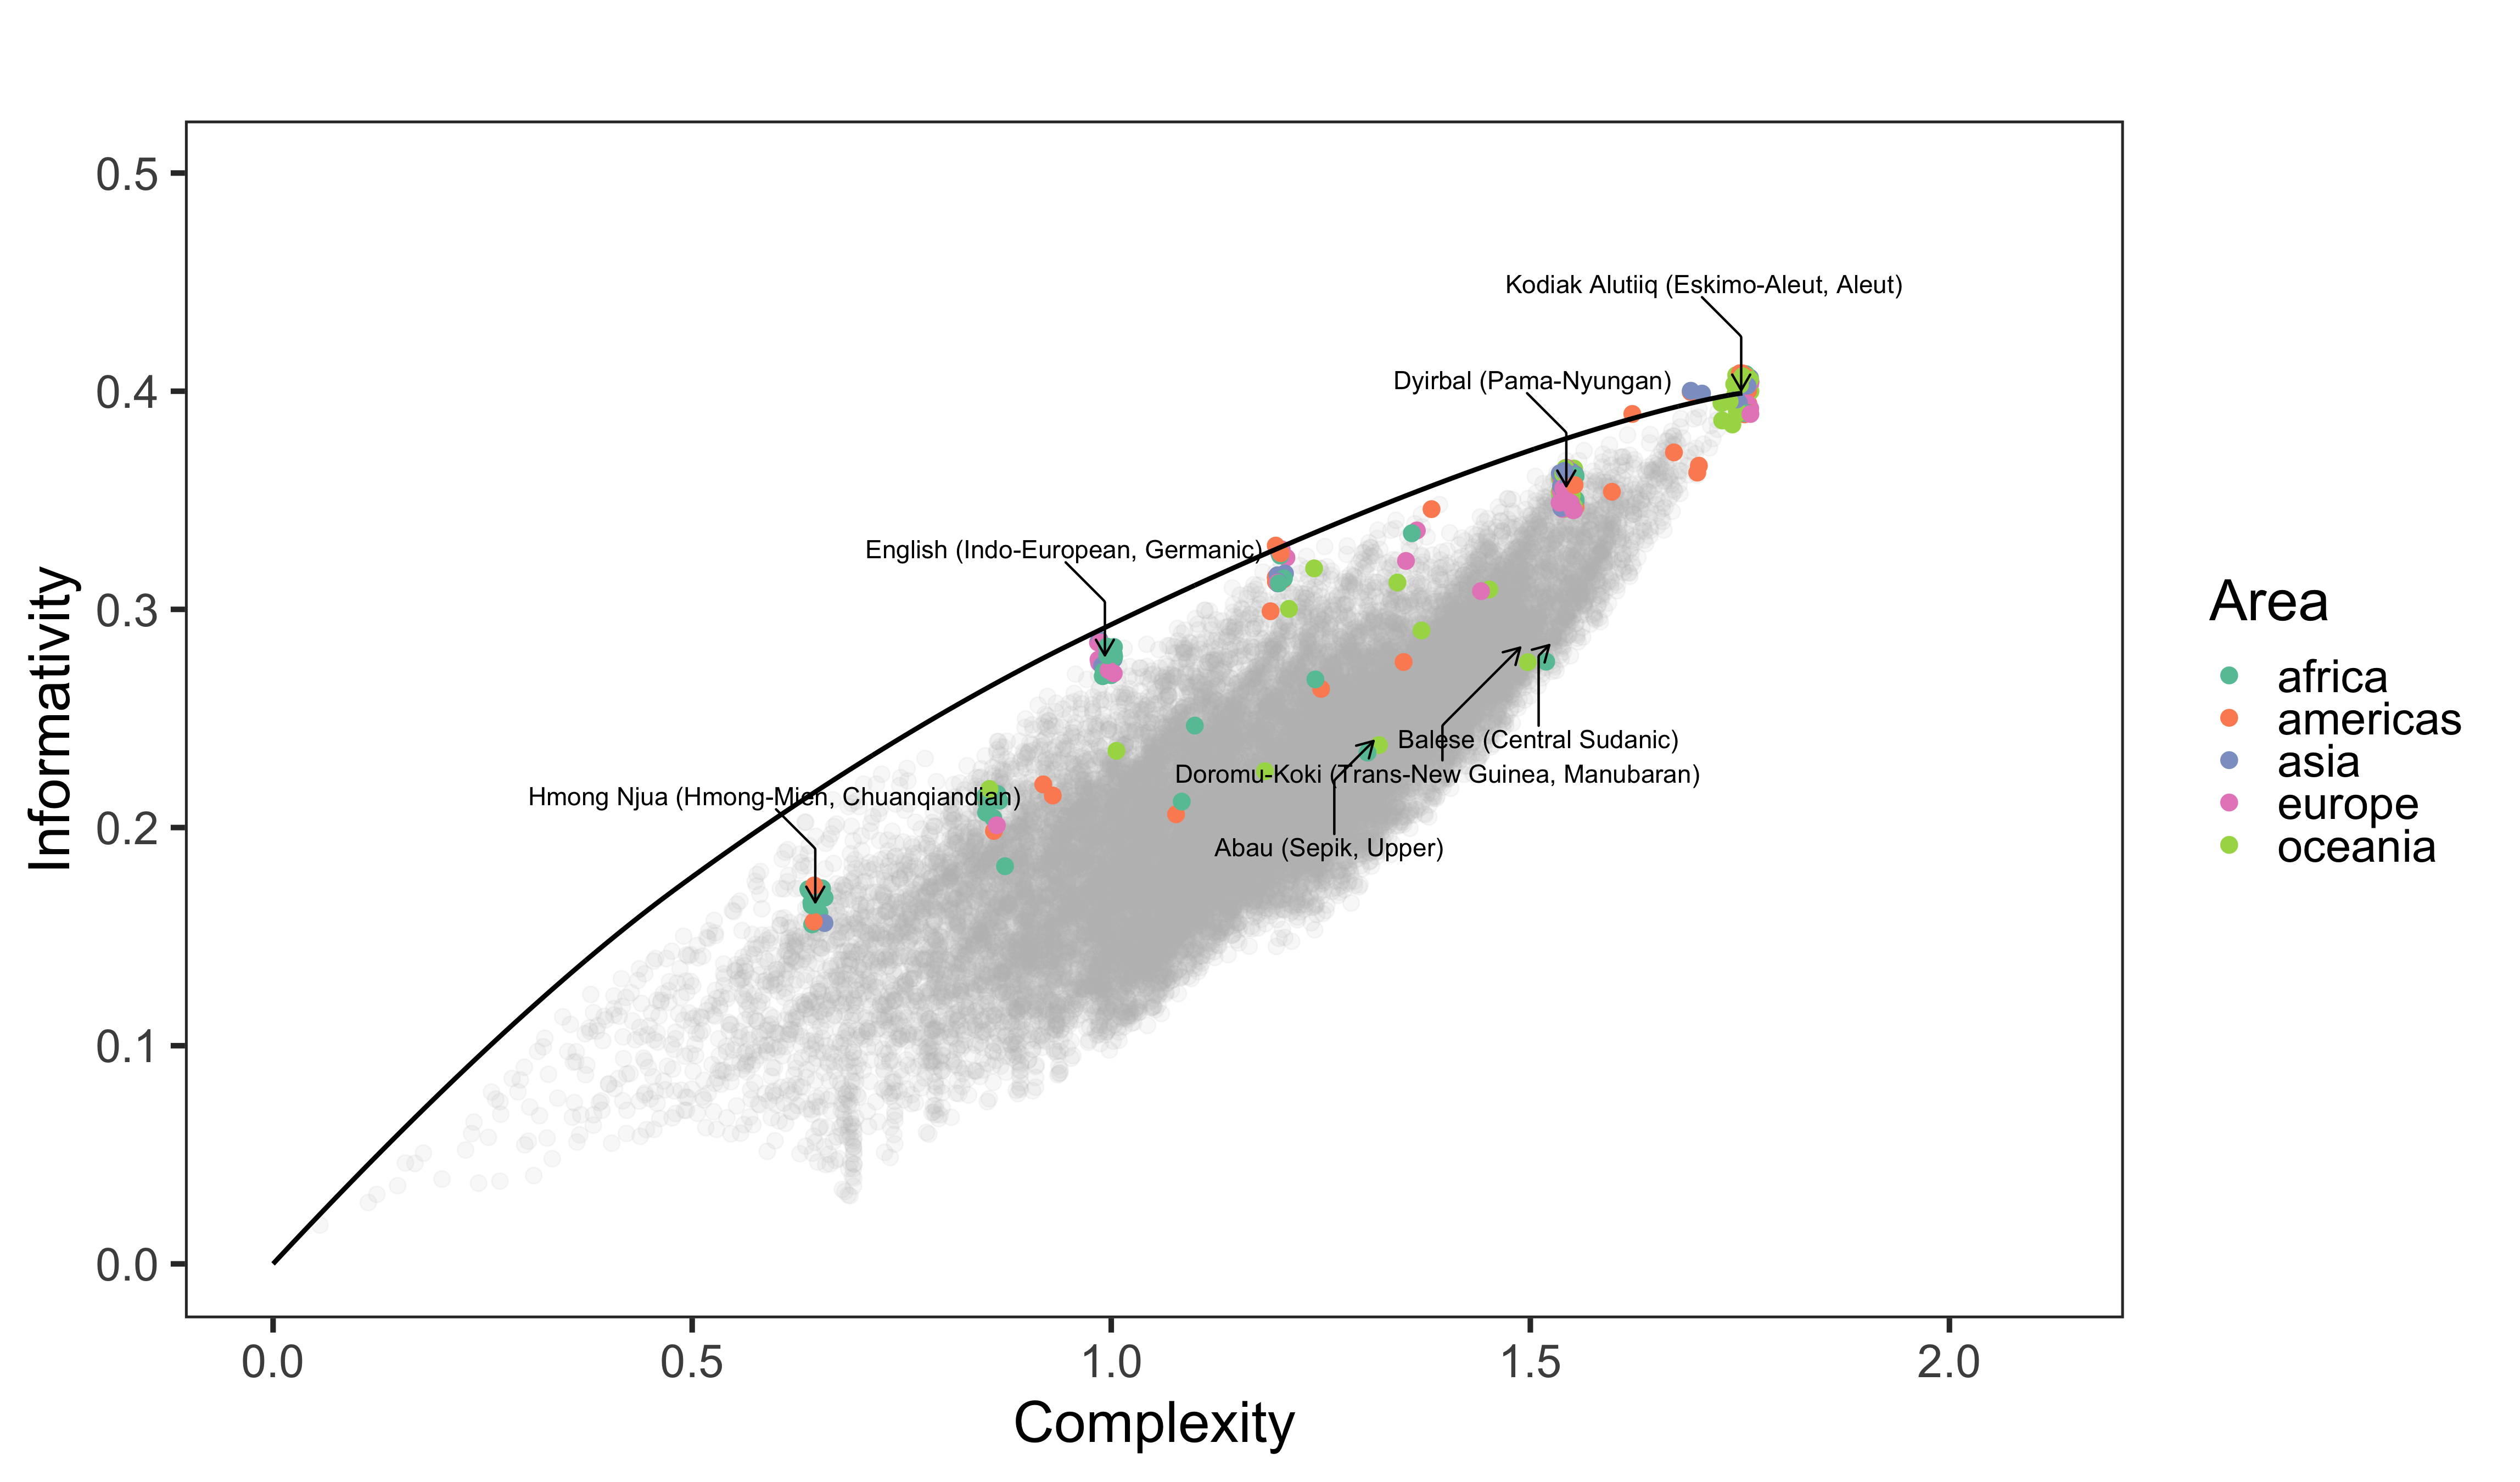 0.5
0.4
0.3
0.2
0.1
0.0
Informativity
Kodiak Alutiiq (Eskimo-Aleut, Aleut)
Dyirbal (Pama-Nyungan)
English (Indo-European, Germanic)
Balese (Central Sudanic)
Doromu-Koki (Trans-New Guinea, Manubaran)
Hmong Njua (Hmong-Mien, Chuanqiandian)
Abau (Sepik, Upper)
0.0
0.5
1.0
1.5
2.0
Complexity
Area
africa
americas
asia
europe
oceania